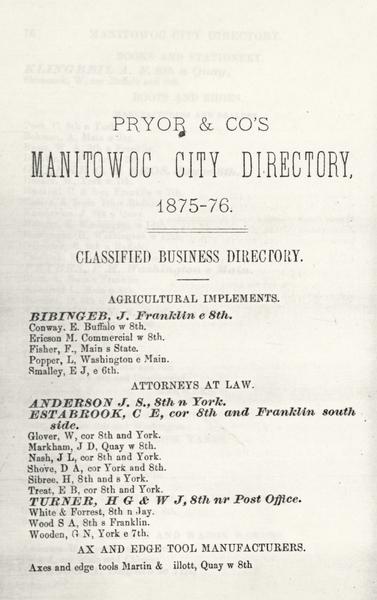 PRYOR & CO'S
MANITOWOC CITY DIRECTORY,
1875-76.
CLASSIFIED BUSINESS DIRECTORY.
AGRICULTURAL IMPLEMENTS.
BIBINGEB, J. Franklin e 8th.
Conway. E. Buffalo w 8th.
Ericson M. Commercial w 8th.
Fisher, F., Main s State.
Popper, L, Washington e Main.
Smalley, E J, e 6th.
ATTORNEYS AT LAW.
ANDERSON J. S., 8th n York.
ESTABROOK, C E, cor 8th and Franklin south
side.
Glover, W, cor 8th and York.
Markham, J D, Quay w 8th.
Nash, J L, cor 8th and York.
Shove, D A, cor York and 8th.
Sibree, H, 8th and s York.
Treat, E B, cor 8th and York.
TURNER, H G & W J, 8th nr Post Office.
White & Forrest, 8th n Jay.
Wood S A, 8th s Franklin.
Wooden, G N, York e 7th.
AX AND EDGE TOOL MANUFACTURERS.
Axes and edge tools Martin & illott, Quay w 8th